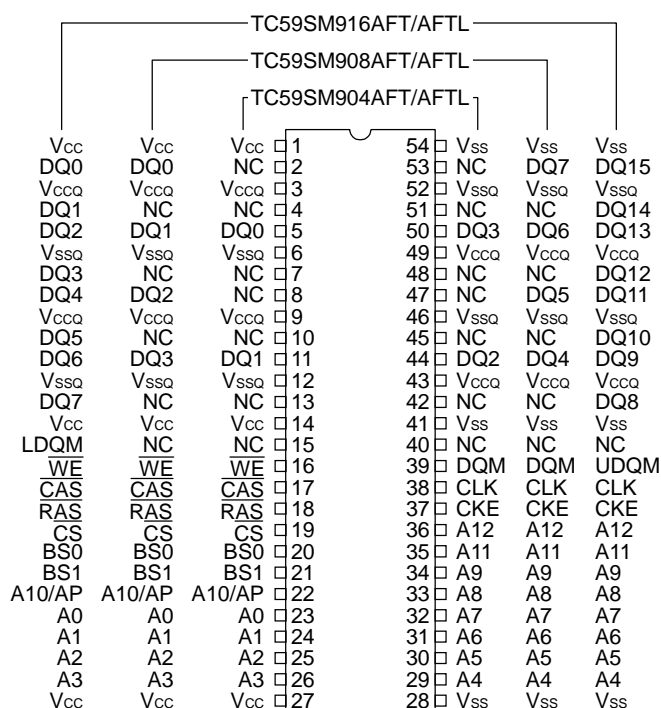 TC59SM916AFT/AFTL
TC59SM908AFT/AFTL
TC59SM904AFT/AFTL
VCC VCC VCC 1 54 VSS VSS VSS
DQ0 DQ0 NC 2 53 NC DQ7 DQ15
VCCQ VCCQ VCCQ 3 52 VSSQ VSSQ VSSQ
DQ1 NC NC 4 51 NC NC DQ14
DQ2 DQ1 DQ0 5 50 DQ3 DQ6 DQ13
VSSQ VSSQ VSSQ 6 49 VCCQ VCCQ VCCQ
DQ3 NC NC 7 48 NC NC DQ12
DQ4 DQ2 NC 8 47 NC DQ5 DQ11
VCCQ VCCQ VCCQ 9 46 VSSQ VSSQ VSSQ
DQ5 NC NC 10 45 NC NC DQ10
DQ6 DQ3 DQ1 11 44 DQ2 DQ4 DQ9
VSSQ VSSQ VSSQ 12 43 VCCQ VCCQ VCCQ
DQ7 NC NC 13 42 NC NC DQ8
VCC VCC VCC 14 41 VSS VSS VSS
LDQM NC NC 15 40 NC NC NC
WE WE WE 16 39 DQM DQM UDQM
CAS CAS CAS 17 38 CLK CLK CLK
RAS RAS RAS 18 37 CKE CKE CKE
CS CS CS 19 36 A12 A12 A12
BS0 BS0 BS0 20 35 A11 A11 A11
BS1 BS1 BS1 21 34 A9 A9 A9
A10/AP A10/AP A10/AP 22 33 A8 A8 A8
A0 A0 A0 23 32 A7 A7 A7
A1 A1 A1 24 31 A6 A6 A6
A2 A2 A2 25 30 A5 A5 A5
A3 A3 A3 26 29 A4 A4 A4
VCC VCC VCC 27 28 VSS VSS VSS